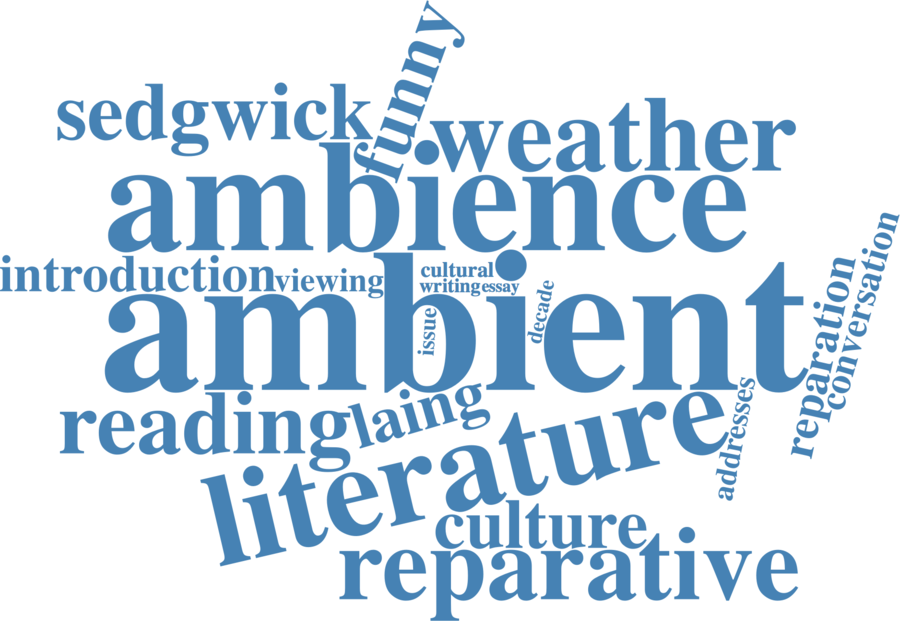 funny
sedgwick
weather
ambience
introduction
viewing
cultural
writing
essay
ambient
issue
decade
reparation
conversation
reading
laing
literature
addresses
culture
reparative